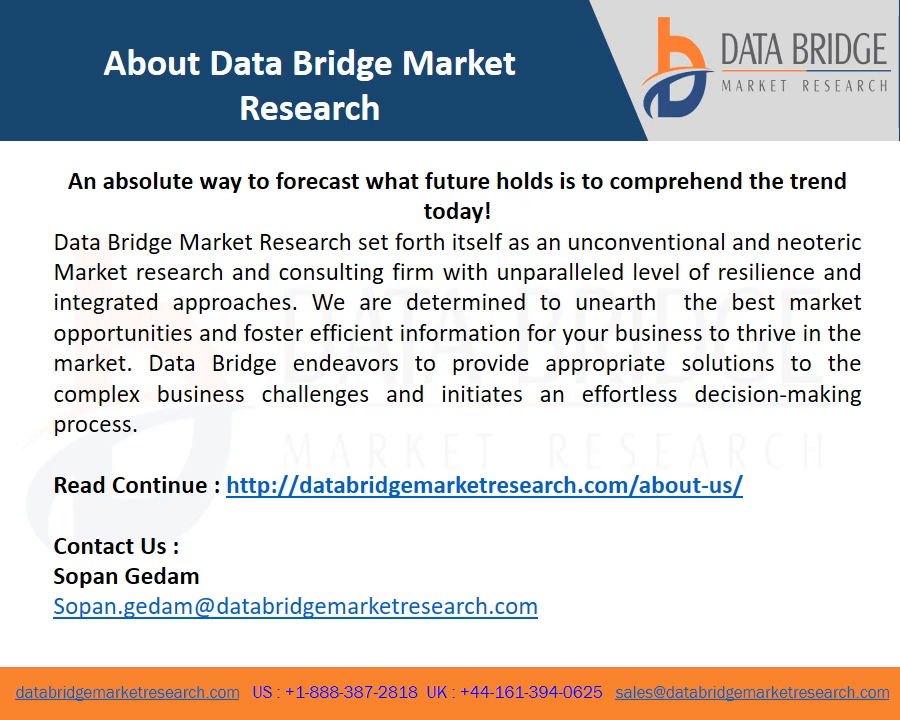 About Data Bridge Market
Research
DATA BRIDGE
MARKET RESEARCH
An absolute way to forecast what future holds is to comprehend the trend
today!
Data Bridge Market Research set forth itself as an unconventional and neoteric
Market research and consulting firm with unparalleled level of resilience and
integrated approaches. We are determined to unearth  the best market
opportunities and foster efficient information for your business to thrive in the
market. Data Bridge endeavors to provide appropriate solutions to the
complex business challenges and initiates an effortless decision-making
process.
DATA BRIDGE
MARKET RESEARCH
Read Continue : http://databridgemarketresearch.com/about-us/
Contact Us :
Sopan Gedam
Sopan.gedam@databridgemarketresearch.com
databridgemarketresearch.com US : +1-888-387-2818 UK : +44-161-394-0625 sales@databridgemarketresearch.com